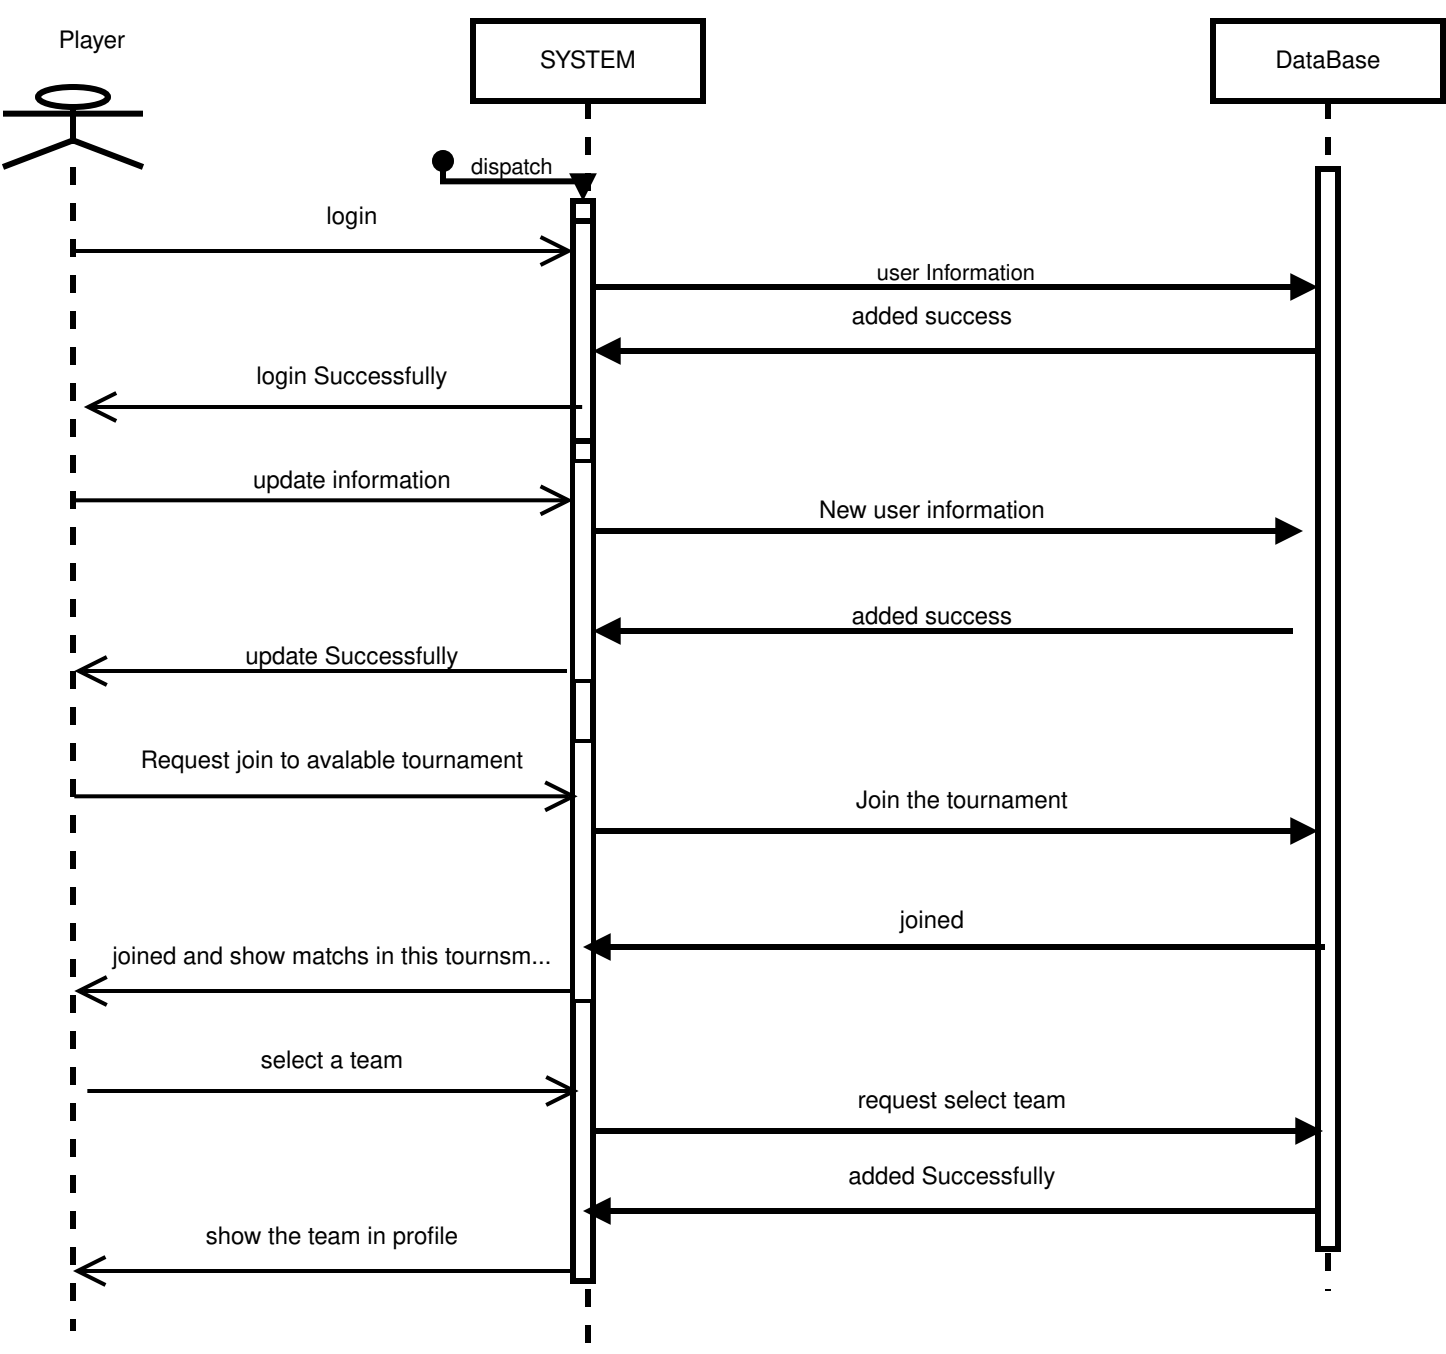 Player
SYSTEM
DataBase
dispatch
login
user Information
added success
login Successfully
update information
New user information
added success
update Successfully
Request join to avalable tournament
Join the tournament
joined
joined and show matchs in this tournsm...
select a team
request select team
added Successfully
show the team in profile